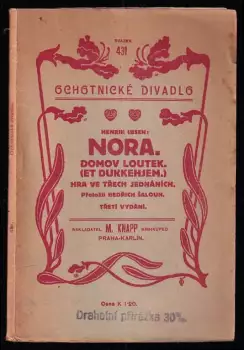 SVAZEK
431
OCHOTNICKÉ DIVADLO
HENRIK IBSEN:
NORA.
DOMOV LOUTEK.
(ET DUKKEHJEM.)
HRA VE TŘECH JEDNÁNÍCH.
PŘELOŽIL BEDŘICH ŠALOUN.
TŘETÍ VYDÁNÍ.
NAKLADATEL M. KNAPP KNIHKUPEC
PRAHA-KARLÍN.
Cena K 1·20.
Drahotní přirážka 30%